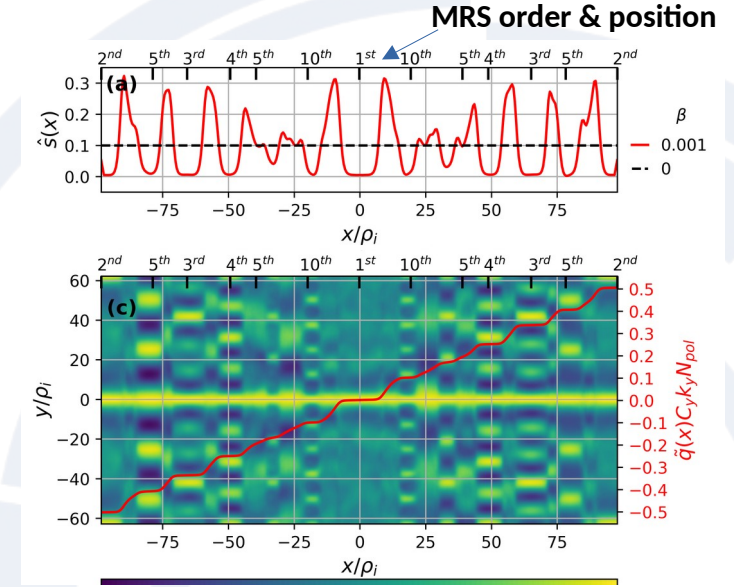 MRS order & position
2nd 5th 3rd 4th 5th 10th 1st 10th 5th 4th 3rd 5th 2nd
(a)
0.3
0.2
0.1
0.0
ŝ(x)
β
0.001
0
−75 −50 −25 0 25 50 75
x/ρi
2nd 5th 3rd 4th 5th 10th 1st 10th 5th 4th 3rd 5th 2nd
(c)
60
40
20
0
−20
−40
−60
y/ρi
0.5
0.4
0.3
0.2
0.1
0.0
−0.1
−0.2
−0.3
−0.4
−0.5
q̃(x)CykyNpol
−75 −50 −25 0 25 50 75
x/ρi